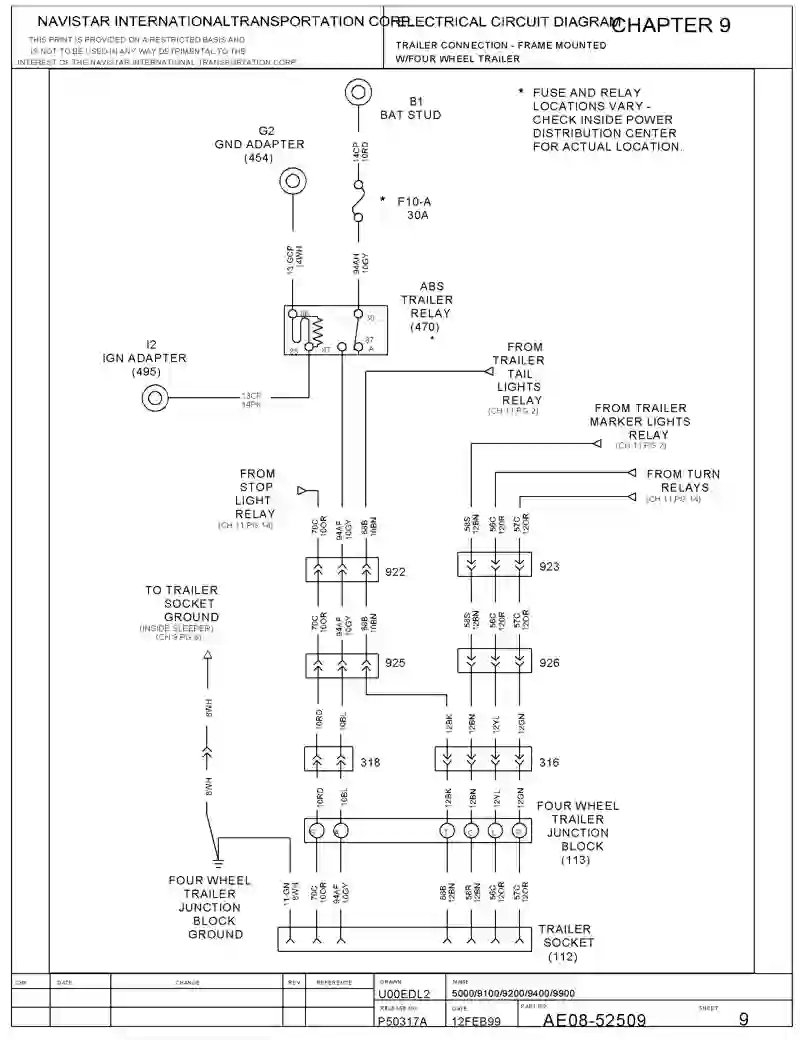 NAVISTAR INTERNATIONAL TRANSPORTATION CORP.
ELECTRICAL CIRCUIT DIAGRAM
CHAPTER 9
THIS PRINT IS PROVIDED ON A RESTRICTED BASIS AND
IS NOT TO BE USED IN ANY WAY DETRIMENTAL TO THE
INTEREST OF THE NAVISTAR INTERNATIONAL TRANSPORTATION CORP
TRAILER CONNECTION - FRAME MOUNTED
W/FOUR WHEEL TRAILER
B1
BAT STUD
* FUSE AND RELAY
LOCATIONS VARY -
CHECK INSIDE POWER
DISTRIBUTION CENTER
FOR ACTUAL LOCATION.
G2
GND ADAPTER
(454)
14CP
10RD
* F10-A
30A
13 GCP
14WH
94AH
10GY
ABS
TRAILER
RELAY
(470)
*
86
30
87
85
87
A
I2
IGN ADAPTER
(495)
13CP
14PK
FROM
TRAILER
TAIL
LIGHTS
RELAY
(CH 11,PG 2)
FROM TRAILER
MARKER LIGHTS
RELAY
(CH 11,PG 2)
FROM TURN
RELAYS
(CH 11,PG 14)
FROM
STOP
LIGHT
RELAY
(CH 11,PG 14)
70C
10OR
94AF
10GY
68B
10BN
58S
12BN
56C
12OR
57C
12OR
922
923
TO TRAILER
SOCKET
GROUND
(INSIDE SLEEPER)
(CH 9,PG 8)
70C
10OR
94AF
10GY
68B
10BN
58S
12BN
56C
12OR
57C
12OR
925
926
8WH
10RD
10BL
12BK
12BN
12YL
12GN
318
316
8WH
10RD
10BL
12BK
12BN
12YL
12GN
FOUR WHEEL
TRAILER
JUNCTION
BLOCK
(113)
S
A
T
C
L
R
FOUR WHEEL
TRAILER
JUNCTION
BLOCK
GROUND
11-GN
8WH
70C
10OR
94AF
10GY
68B
12BN
58R
12BN
56C
12OR
57C
12OR
TRAILER
SOCKET
(112)
CHK
DATE
CHANGE
REV
REFERENCE
DRAWN
U00EDL2
NAME
5000/9100/9200/9400/9900
RELEASE NO.
P50317A
DATE
12FEB99
PART NO.
AE08-52509
SHEET
9